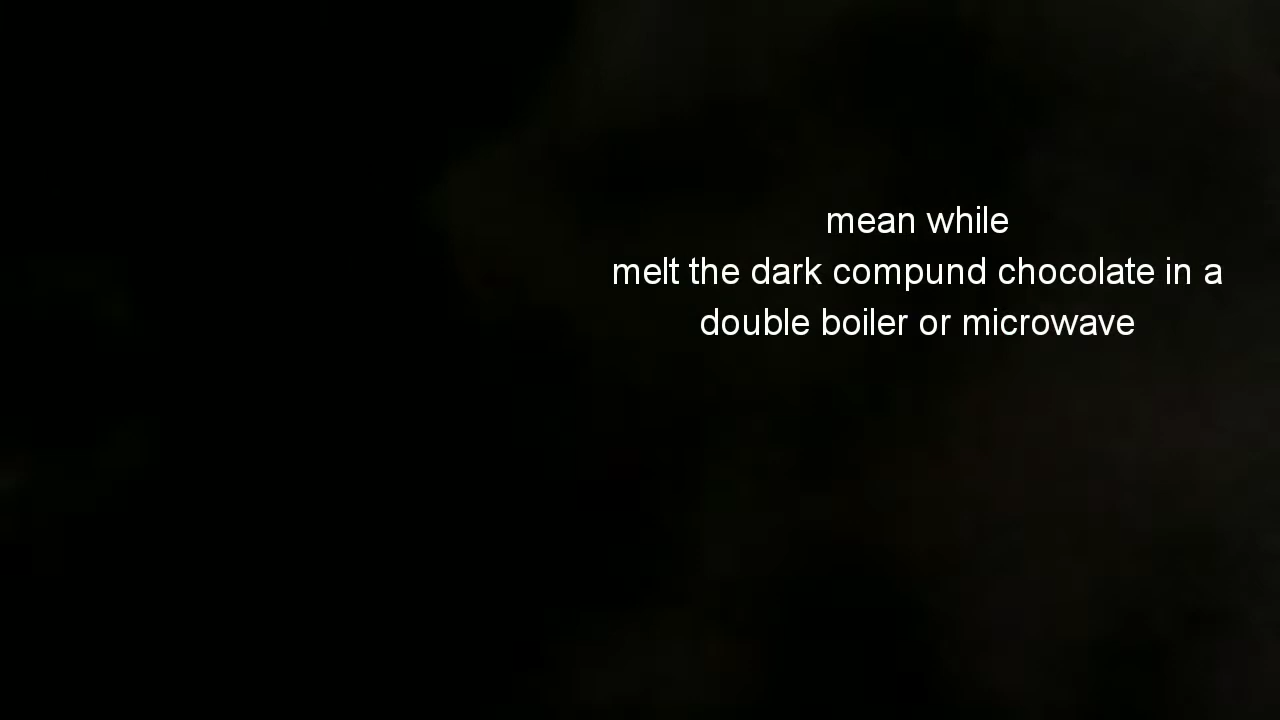 mean while
melt the dark compund chocolate in a
double boiler or microwave